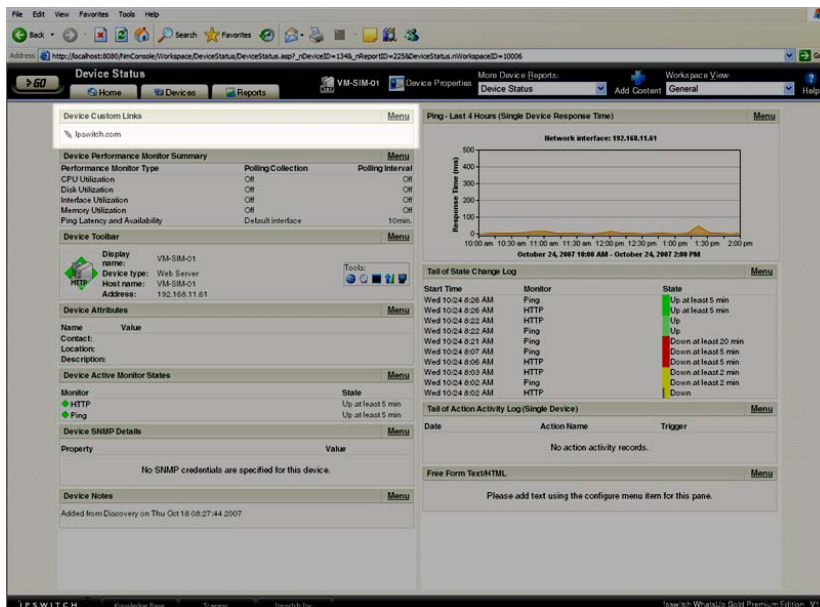 File Edit View Favorites Tools Help
Back Search Favorites
Address http://localhost:8080/NmConsole/Workspace/DeviceStatus/DeviceStatus.asp?_nDeviceID=134&_nReportID=225&DeviceStatus.nWorkspaceID=10006 Go
GO Device Status VM-SIM-01 Device Properties More Device Reports: Device Status Add Content Workspace View: General Help
Home Devices Reports
Device Custom Links Menu
Ipswitch.com
Device Performance Monitor Summary Menu
Performance Monitor Type Polling Collection Polling Interval
CPU Utilization Off Off
Disk Utilization Off Off
Interface Utilization Off Off
Memory Utilization Off Off
Ping Latency and Availability Default interface 10min.
Device Toolbar Menu
HTTP
Display name: VM-SIM-01
Device type: Web Server
Host name: VM-SIM-01
Address: 192.168.11.61
Tools:
Device Attributes Menu
Name Value
Contact:
Location:
Description:
Device Active Monitor States Menu
Monitor State
HTTP Up at least 5 min
Ping Up at least 5 min
Device SNMP Details Menu
Property Value
No SNMP credentials are specified for this device.
Device Notes Menu
Added from Discovery on Thu Oct 18 08:27:44 2007
Ping - Last 4 Hours (Single Device Response Time) Menu
Network interface: 192.168.11.61
Response Time (ms)
500
400
300
200
100
0
10:00 am 10:30 am 11:00 am 11:30 am 12:00 pm 12:30 pm 1:00 pm 1:30 pm 2:00 pm
October 24, 2007 10:00 AM - October 24, 2007 2:00 PM
Tail of State Change Log Menu
Start Time Monitor State
Wed 10/24 8:26 AM Ping Up at least 5 min
Wed 10/24 8:26 AM HTTP Up at least 5 min
Wed 10/24 8:22 AM HTTP Up
Wed 10/24 8:22 AM Ping Up
Wed 10/24 8:21 AM Ping Down at least 20 min
Wed 10/24 8:07 AM Ping Down at least 5 min
Wed 10/24 8:06 AM HTTP Down at least 5 min
Wed 10/24 8:03 AM HTTP Down at least 2 min
Wed 10/24 8:02 AM Ping Down at least 2 min
Wed 10/24 8:02 AM HTTP Down
Tail of Action Activity Log (Single Device) Menu
Date Action Name Trigger
No action activity records.
Free Form Text/HTML Menu
Please add text using the configure menu item for this pane.
IPSWITCH Knowledge Base Training Ipswitch Inc. Ipswitch WhatsUp Gold Premium Edition